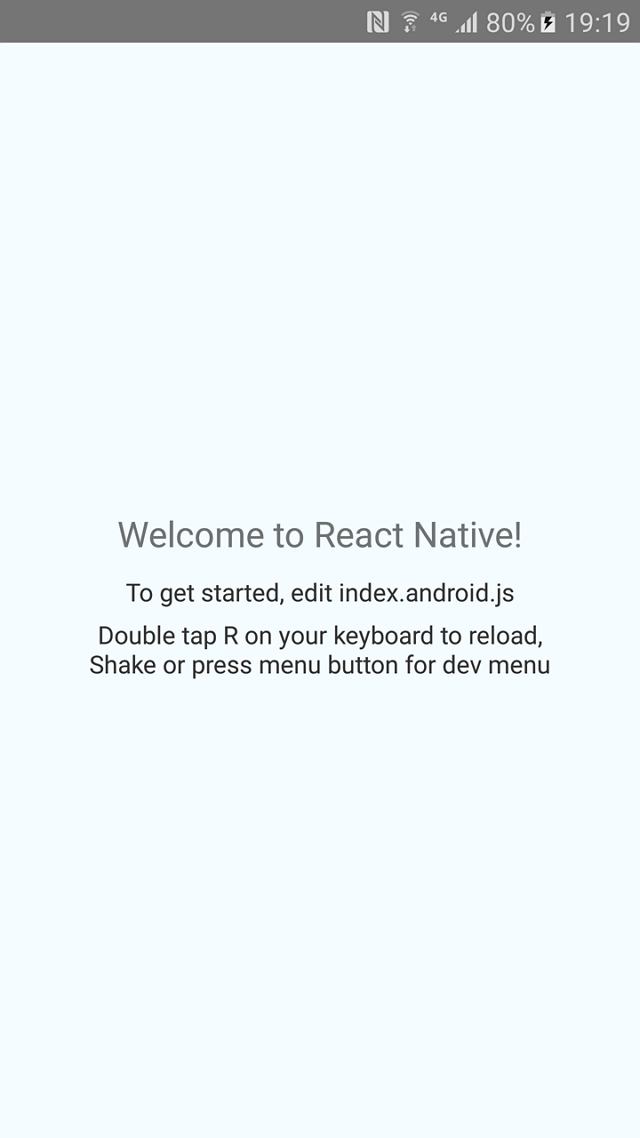 4G 80% 19:19
Welcome to React Native!
To get started, edit index.android.js
Double tap R on your keyboard to reload,
Shake or press menu button for dev menu